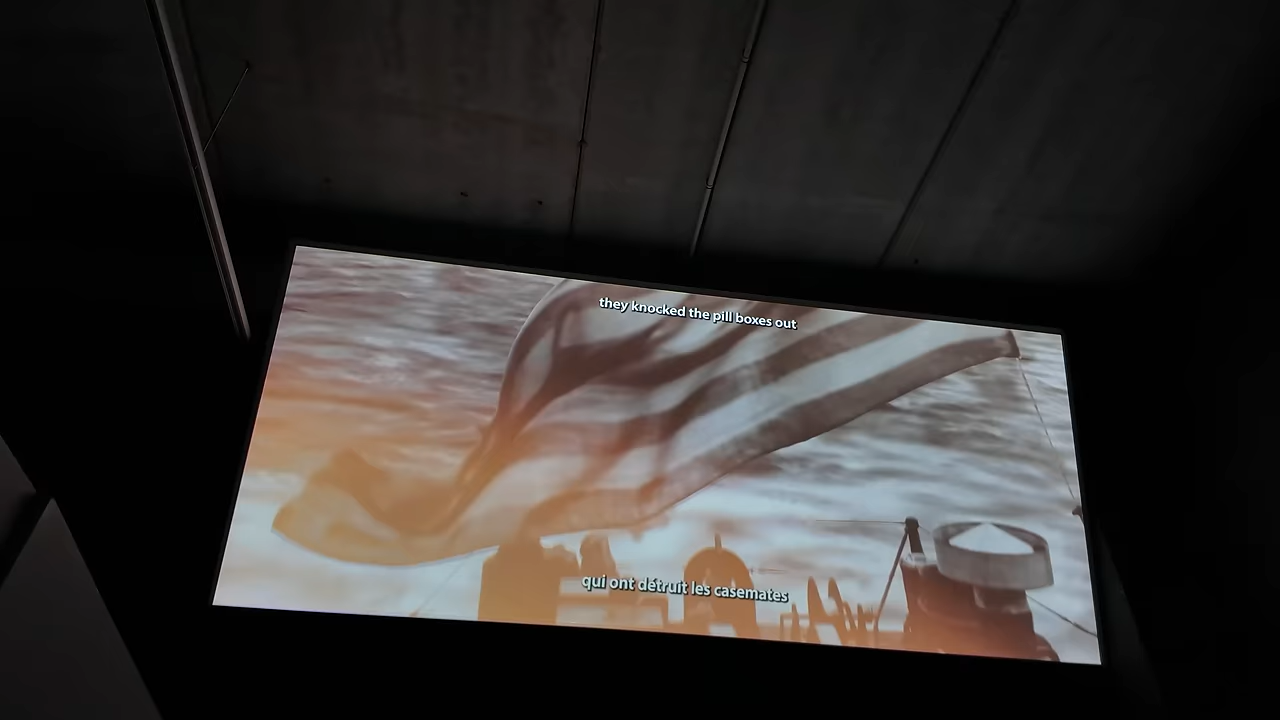 they knocked the pill boxes out
qui ont détruit les casemates